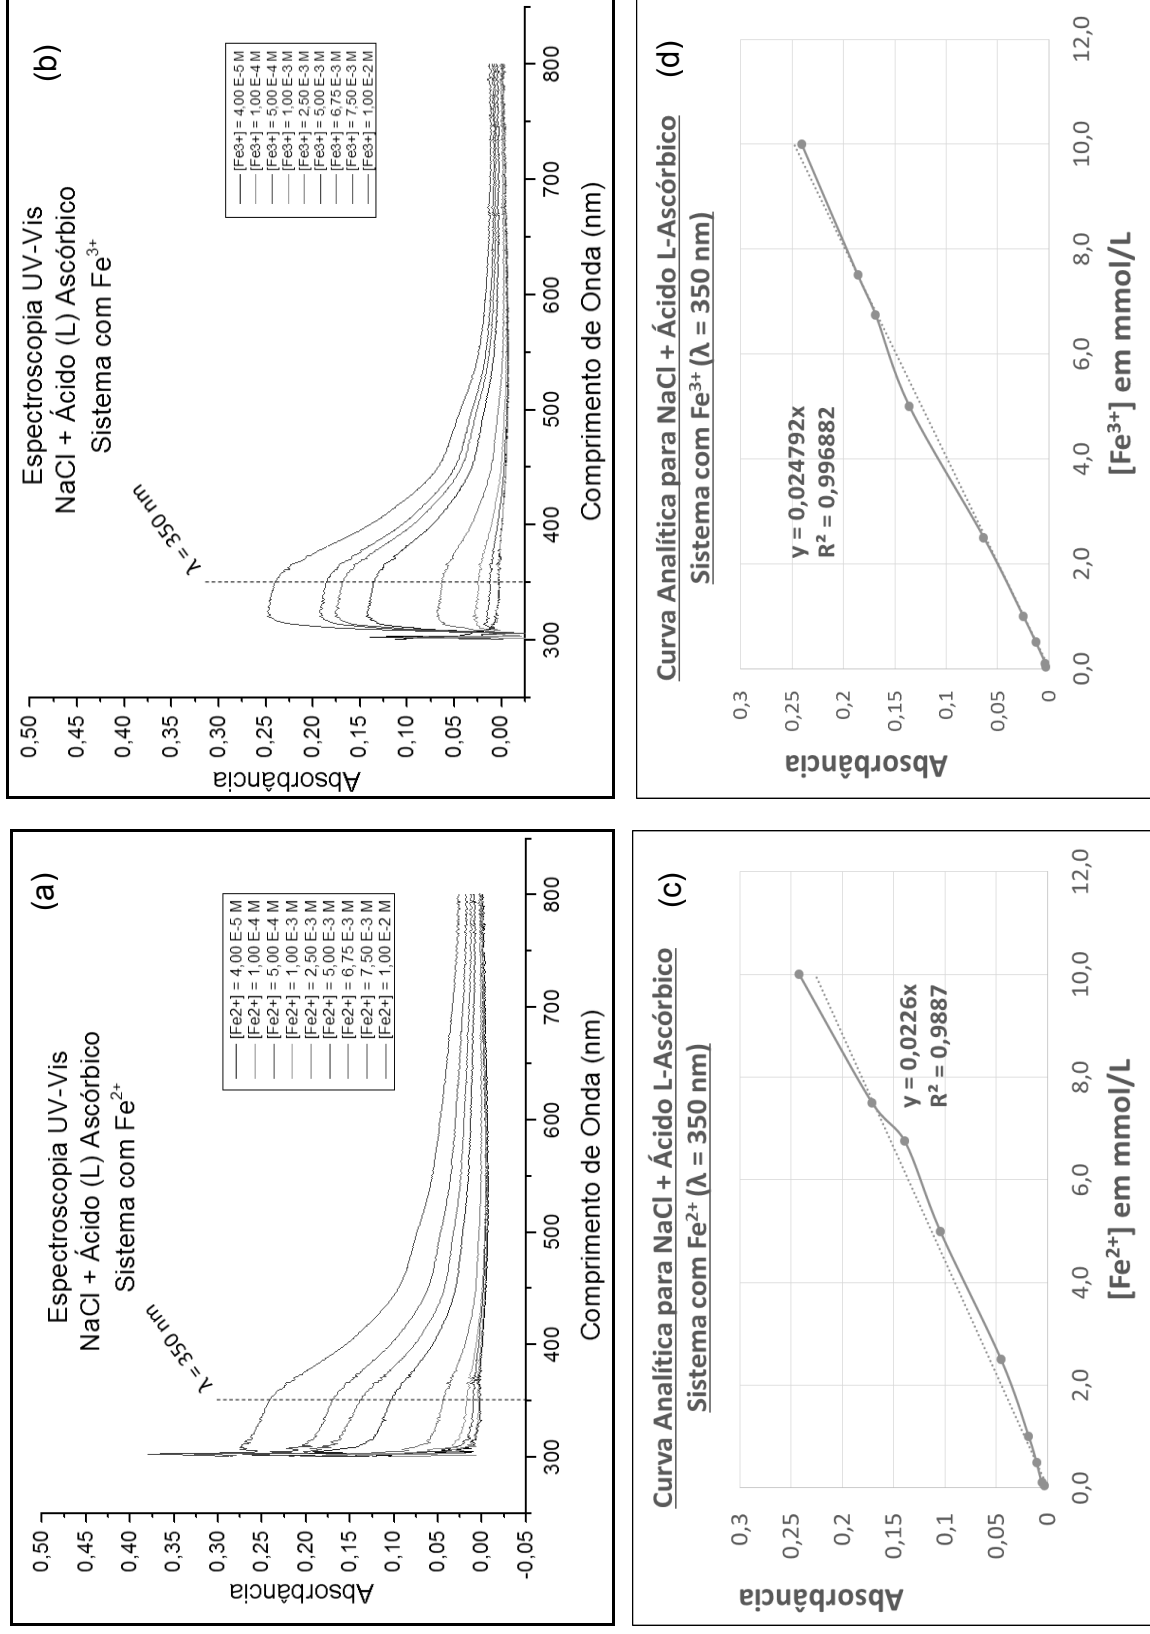 (a)
Espectroscopia UV-Vis
NaCl + Ácido (L) Ascórbico
Sistema com Fe²⁺
λ = 350 nm
[Fe2+] = 4,00 E-5 M
[Fe2+] = 1,00 E-4 M
[Fe2+] = 5,00 E-4 M
[Fe2+] = 1,00 E-3 M
[Fe2+] = 2,50 E-3 M
[Fe2+] = 5,00 E-3 M
[Fe2+] = 6,75 E-3 M
[Fe2+] = 7,50 E-3 M
[Fe2+] = 1,00 E-2 M
Absorbância
0,50
0,45
0,40
0,35
0,30
0,25
0,20
0,15
0,10
0,05
0,00
-0,05
300 400 500 600 700 800
Comprimento de Onda (nm)
(b)
Espectroscopia UV-Vis
NaCl + Ácido (L) Ascórbico
Sistema com Fe³⁺
λ = 350 nm
[Fe3+] = 4,00 E-5 M
[Fe3+] = 1,00 E-4 M
[Fe3+] = 5,00 E-4 M
[Fe3+] = 1,00 E-3 M
[Fe3+] = 2,50 E-3 M
[Fe3+] = 5,00 E-3 M
[Fe3+] = 6,75 E-3 M
[Fe3+] = 7,50 E-3 M
[Fe3+] = 1,00 E-2 M
Absorbância
0,50
0,45
0,40
0,35
0,30
0,25
0,20
0,15
0,10
0,05
0,00
300 400 500 600 700 800
Comprimento de Onda (nm)
(c)
Curva Analítica para NaCl + Ácido L-Ascórbico
Sistema com Fe²⁺ (λ = 350 nm)
y = 0,0226x
R² = 0,9887
Absorbância
0,3
0,25
0,2
0,15
0,1
0,05
0
0,0 2,0 4,0 6,0 8,0 10,0 12,0
[Fe²⁺] em mmol/L
(d)
Curva Analítica para NaCl + Ácido L-Ascórbico
Sistema com Fe³⁺ (λ = 350 nm)
y = 0,024792x
R² = 0,996882
Absorbância
0,3
0,25
0,2
0,15
0,1
0,05
0
0,0 2,0 4,0 6,0 8,0 10,0 12,0
[Fe³⁺] em mmol/L